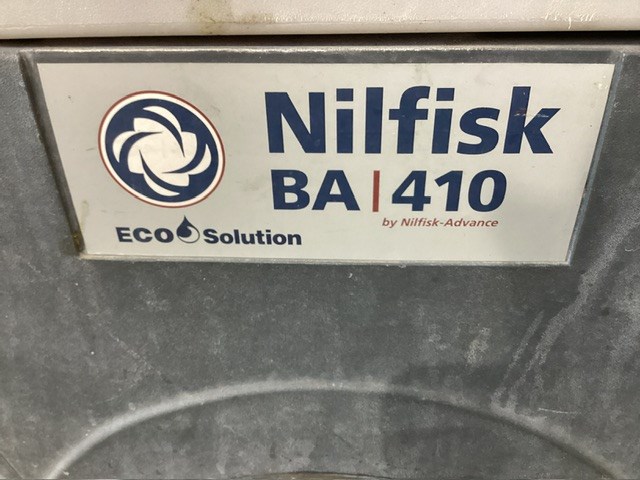 Nilfisk
BA|410
by Nilfisk-Advance
ECO Solution